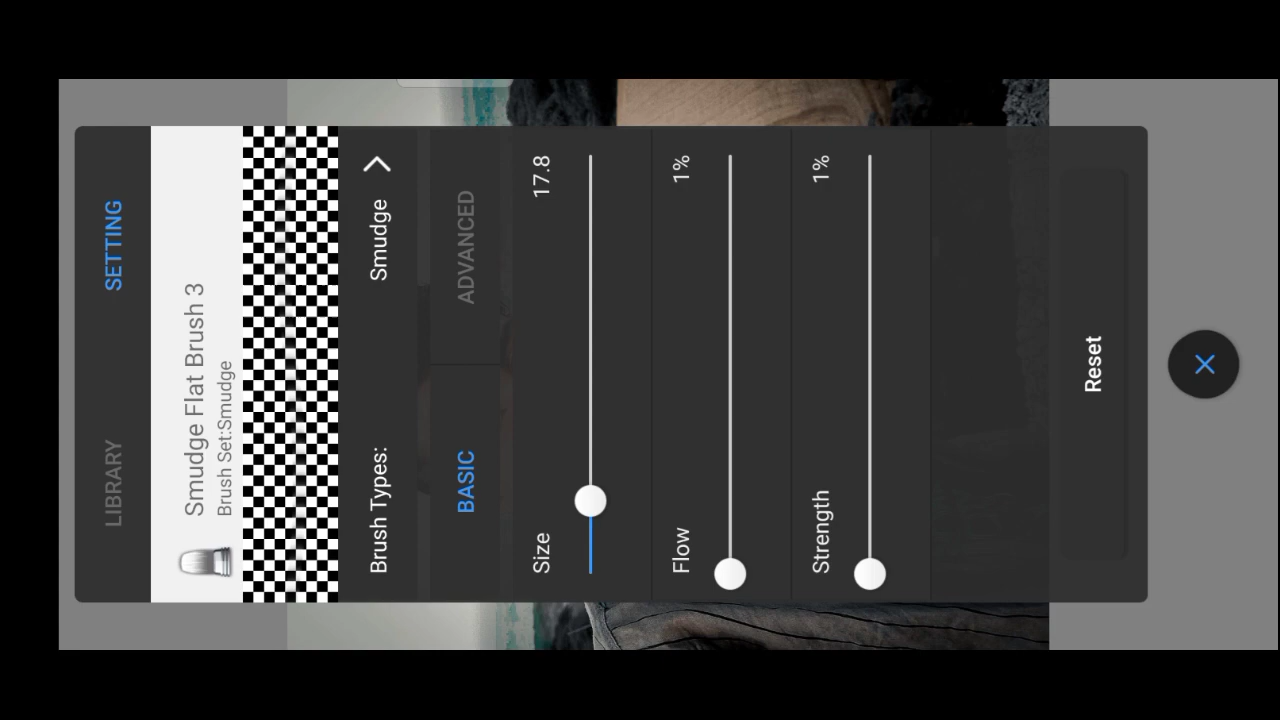 LIBRARY SETTING
Smudge Flat Brush 3
Brush Set:Smudge
Brush Types: Smudge
BASIC ADVANCED
Size 17.8
Flow 1%
Strength 1%
Reset